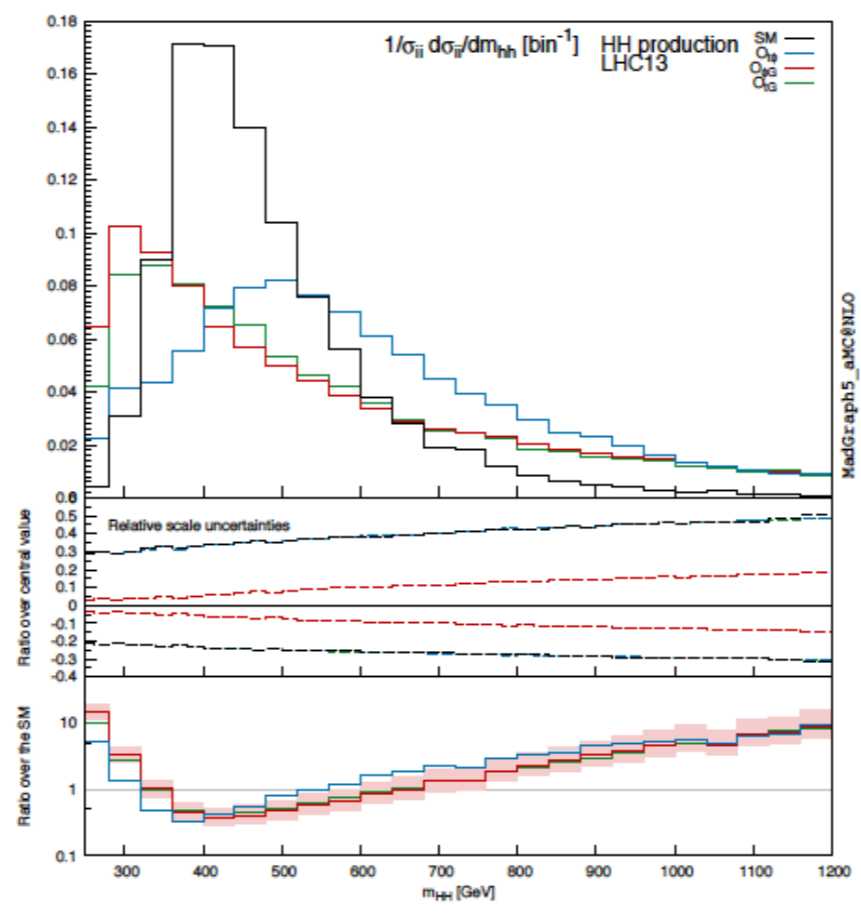 0.18
0.16
0.14
0.12
0.1
0.08
0.06
0.04
0.02
1/σii dσii/dmhh [bin-1]
HH production
LHC13
SM
Otφ
OφG
OtG
MadGraph5_aMC@NLO
Ratio over central value
0.6
0.5
0.4
0.3
0.2
0.1
0
Relative scale uncertainties
-0.1
-0.2
-0.3
-0.4
Ratio over the SM
10
1
0.1
300 400 500 600 700 800 900 1000 1100 1200
mHH [GeV]